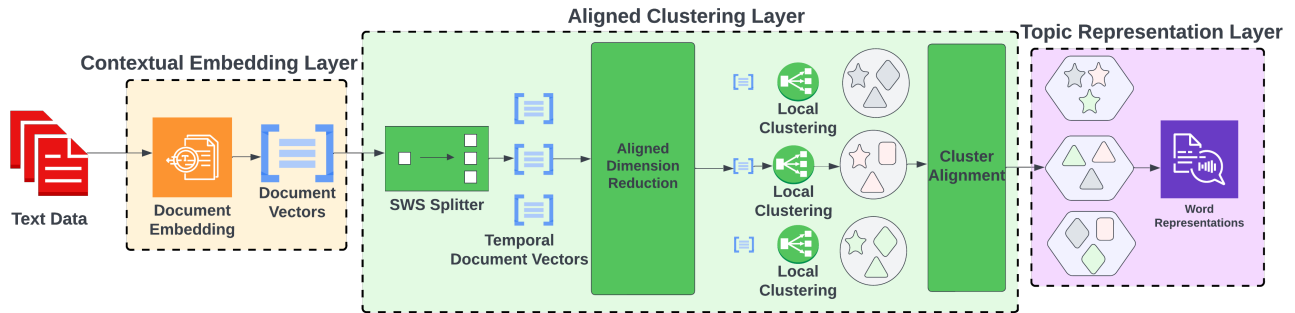 Aligned Clustering Layer
Topic Representation Layer
Contextual Embedding Layer
Text Data
Document
Embedding
Document
Vectors
SWS Splitter
Temporal
Document Vectors
Aligned
Dimension
Reduction
Local
Clustering
Local
Clustering
Local
Clustering
Cluster
Alignment
Word
Representations